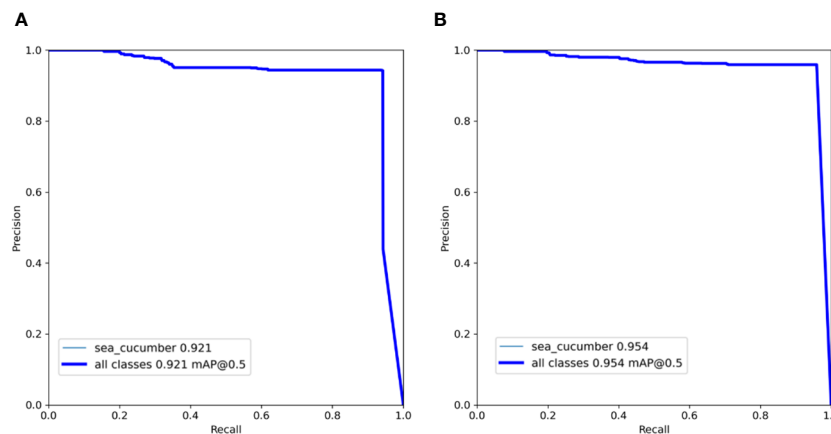 A
1.0
0.8
0.6
0.4
0.2
0.0
Precision
sea_cucumber 0.921
all classes 0.921 mAP@0.5
0.0 0.2 0.4 0.6 0.8 1.0
Recall
B
1.0
0.8
0.6
0.4
0.2
0.0
Precision
sea_cucumber 0.954
all classes 0.954 mAP@0.5
0.0 0.2 0.4 0.6 0.8
Recall